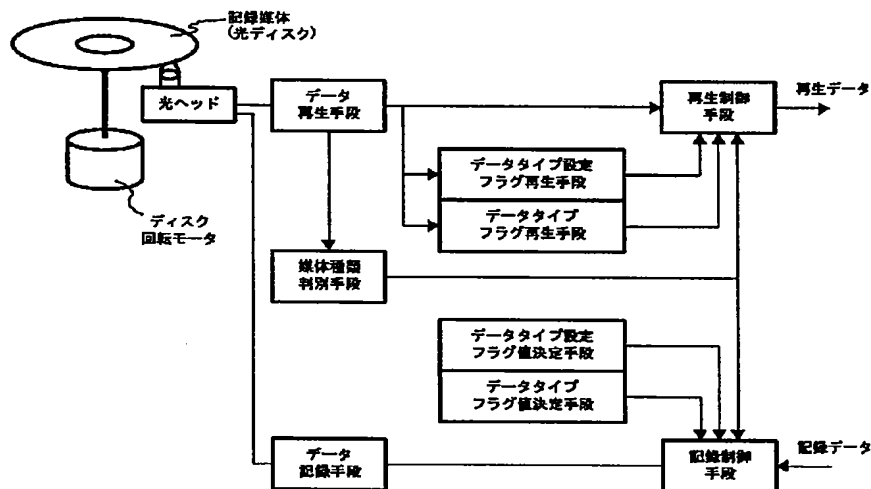 記録媒体
(光ディスク)
光ヘッド
データ
再生手段
再生制御
手段
再生データ
データタイプ設定
フラグ再生手段
データタイプ
フラグ再生手段
ディスク
回転モータ
媒体種類
判別手段
データタイプ設定
フラグ値決定手段
データタイプ
フラグ値決定手段
データ
記録手段
記録制御
手段
記録データ